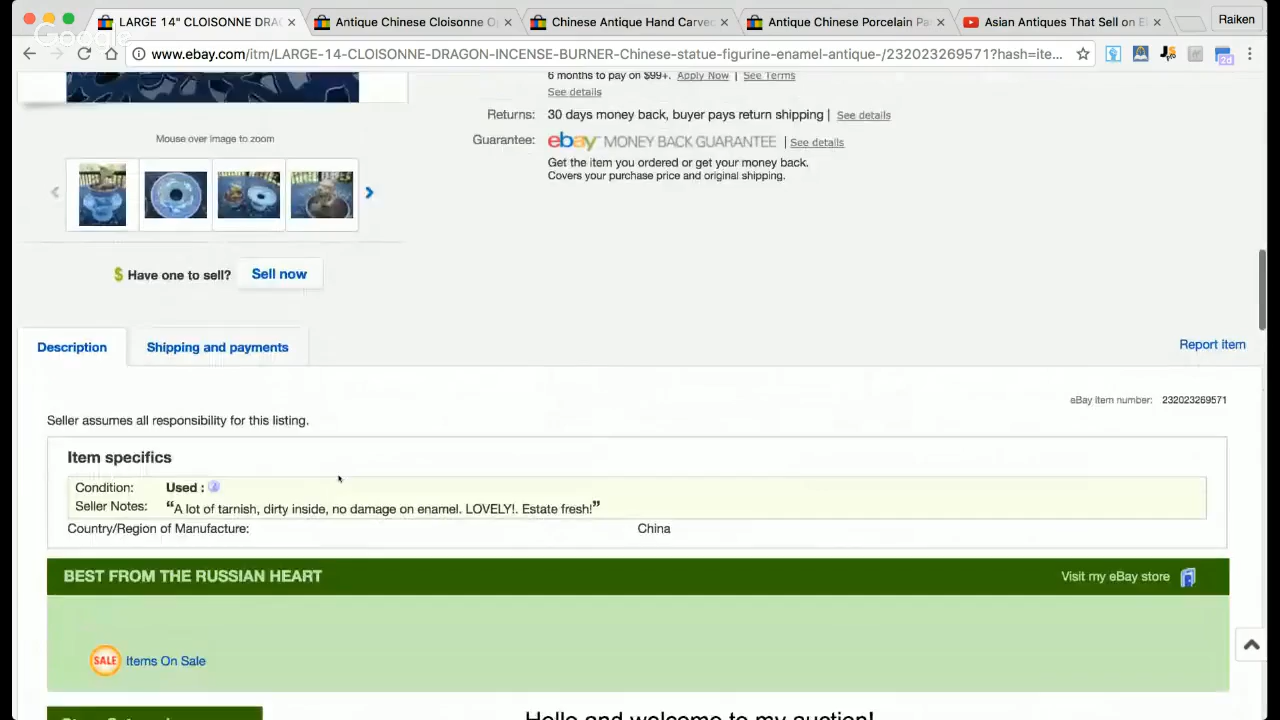 LARGE 14" CLOISONNE DRA
Antique Chinese Cloisonne O
Chinese Antique Hand Carved
Antique Chinese Porcelain Pa
Asian Antiques That Sell on E
Raiken
Google
www.ebay.com/itm/LARGE-14-CLOISONNE-DRAGON-INCENSE-BURNER-Chinese-statue-figurine-enamel-antique-/232023269571?hash=ite...
2d
6 months to pay on $99+. Apply Now | See Terms
See details
Returns: 30 days money back, buyer pays return shipping | See details
Guarantee: ebay MONEY BACK GUARANTEE | See details
Get the item you ordered or get your money back.
Covers your purchase price and original shipping.
Mouse over image to zoom
$ Have one to sell? Sell now
Description
Shipping and payments
Report item
eBay item number: 232023269571
Seller assumes all responsibility for this listing.
Item specifics
Condition: Used :
Seller Notes: “A lot of tarnish, dirty inside, no damage on enamel. LOVELY!. Estate fresh!”
Country/Region of Manufacture: China
BEST FROM THE RUSSIAN HEART
Visit my eBay store
SALE Items On Sale
Hello and welcome to my auction!